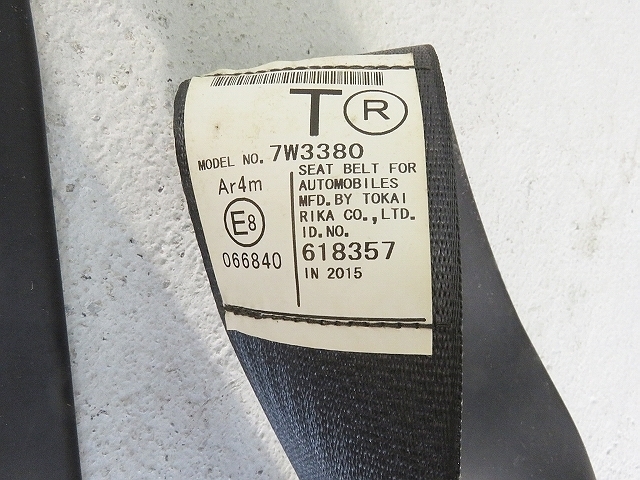 T R
MODEL NO. 7W3380
Ar4m
E8
066840
SEAT BELT FOR
AUTOMOBILES
MFD. BY TOKAI
RIKA CO., LTD.
ID. NO.
618357
IN 2015